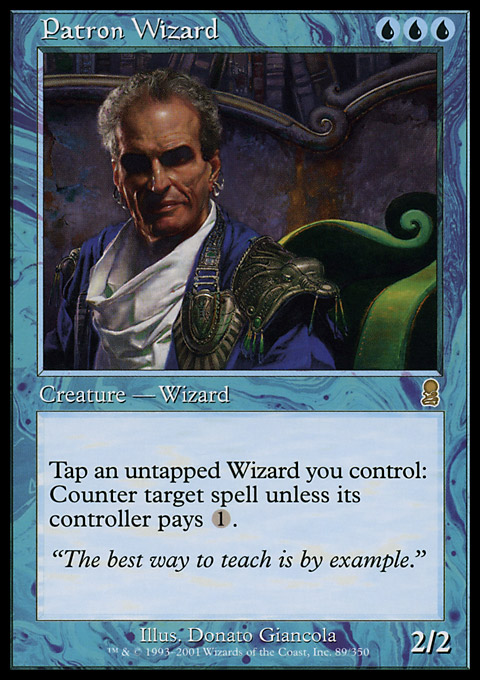 Patron Wizard
Creature — Wizard
Tap an untapped Wizard you control:
Counter target spell unless its
controller pays 1.
“The best way to teach is by example.”
Illus. Donato Giancola
™ & © 1993-2001 Wizards of the Coast, Inc. 89/350
2/2